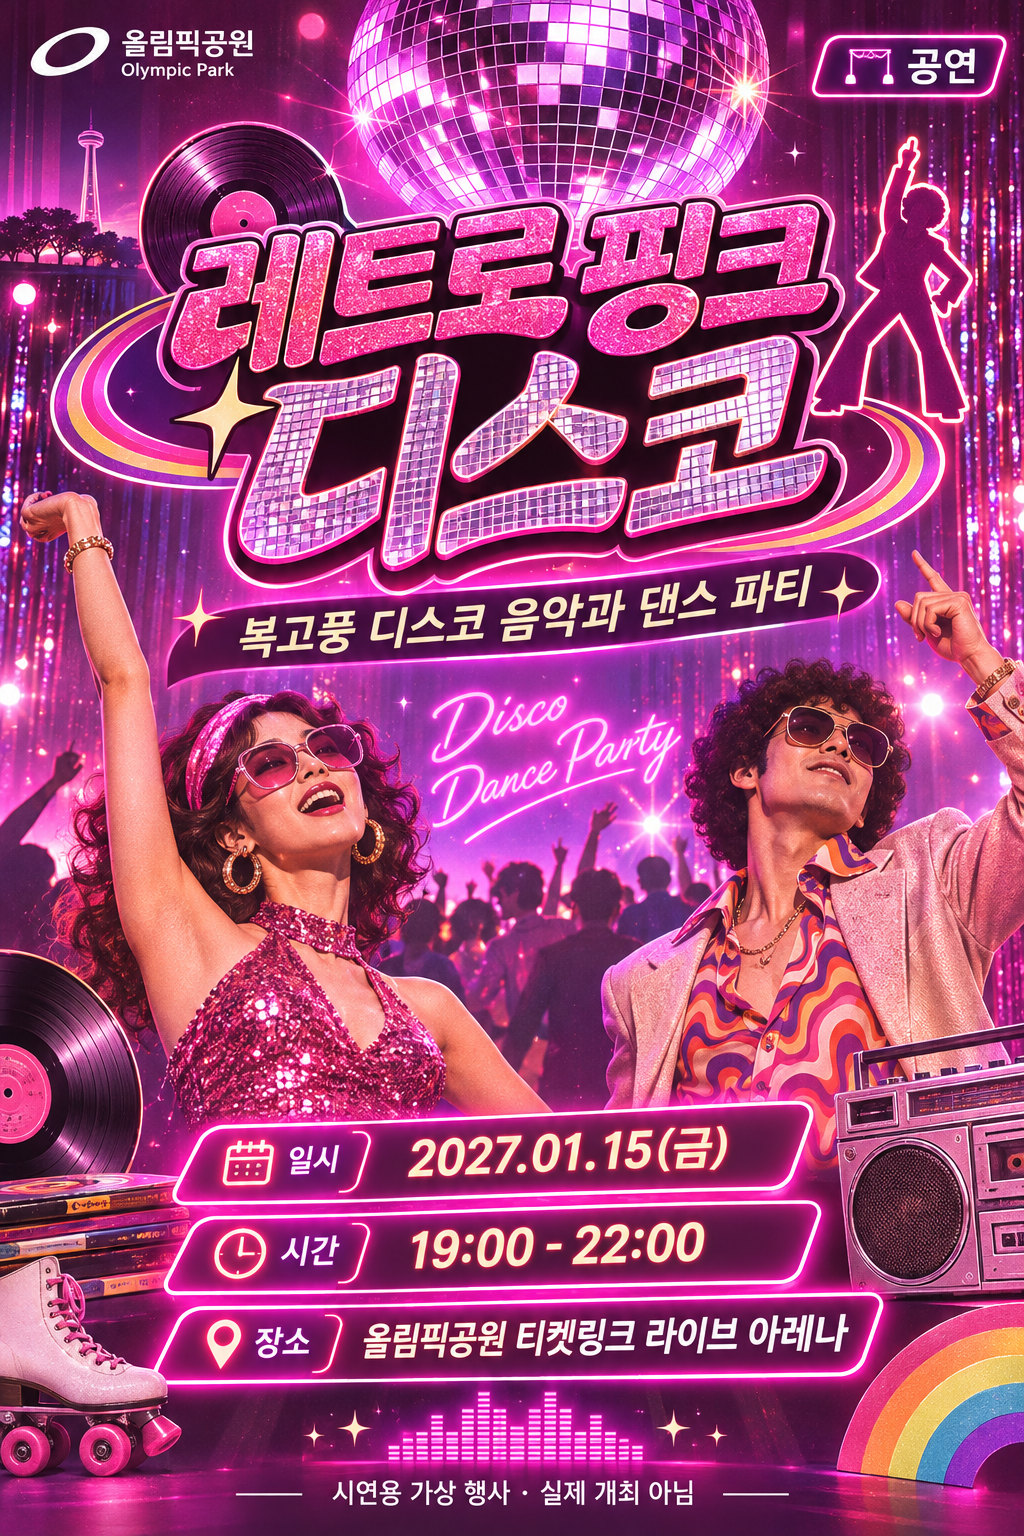 올림픽공원
Olympic Park
공연
레트로 핑크
디스코
복고풍 디스코 음악과 댄스 파티
Disco
Dance Party
일시 2027.01.15(금)
시간 19:00 - 22:00
장소 올림픽공원 티켓링크 라이브 아레나
시연용 가상 행사 · 실제 개최 아님